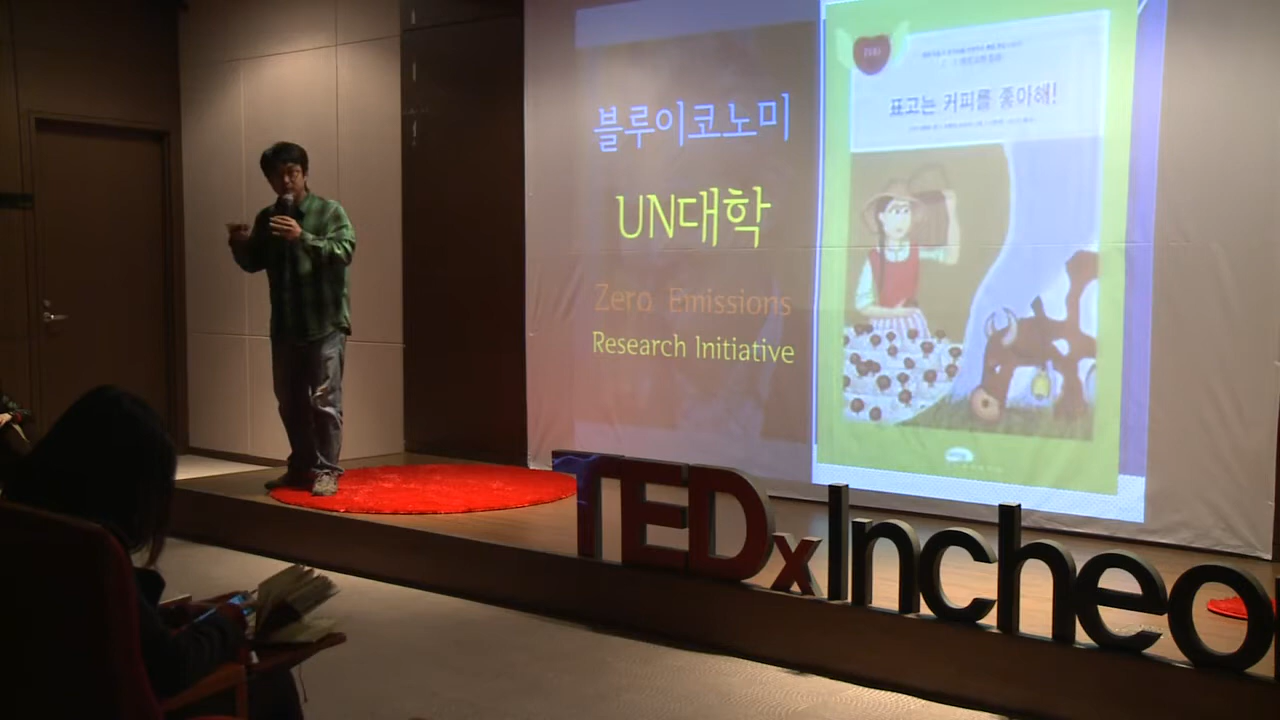 블루이코노미
UN대학
Zero Emissions
Research Initiative
표고는 커피를 좋아해!
TEDxIncheo